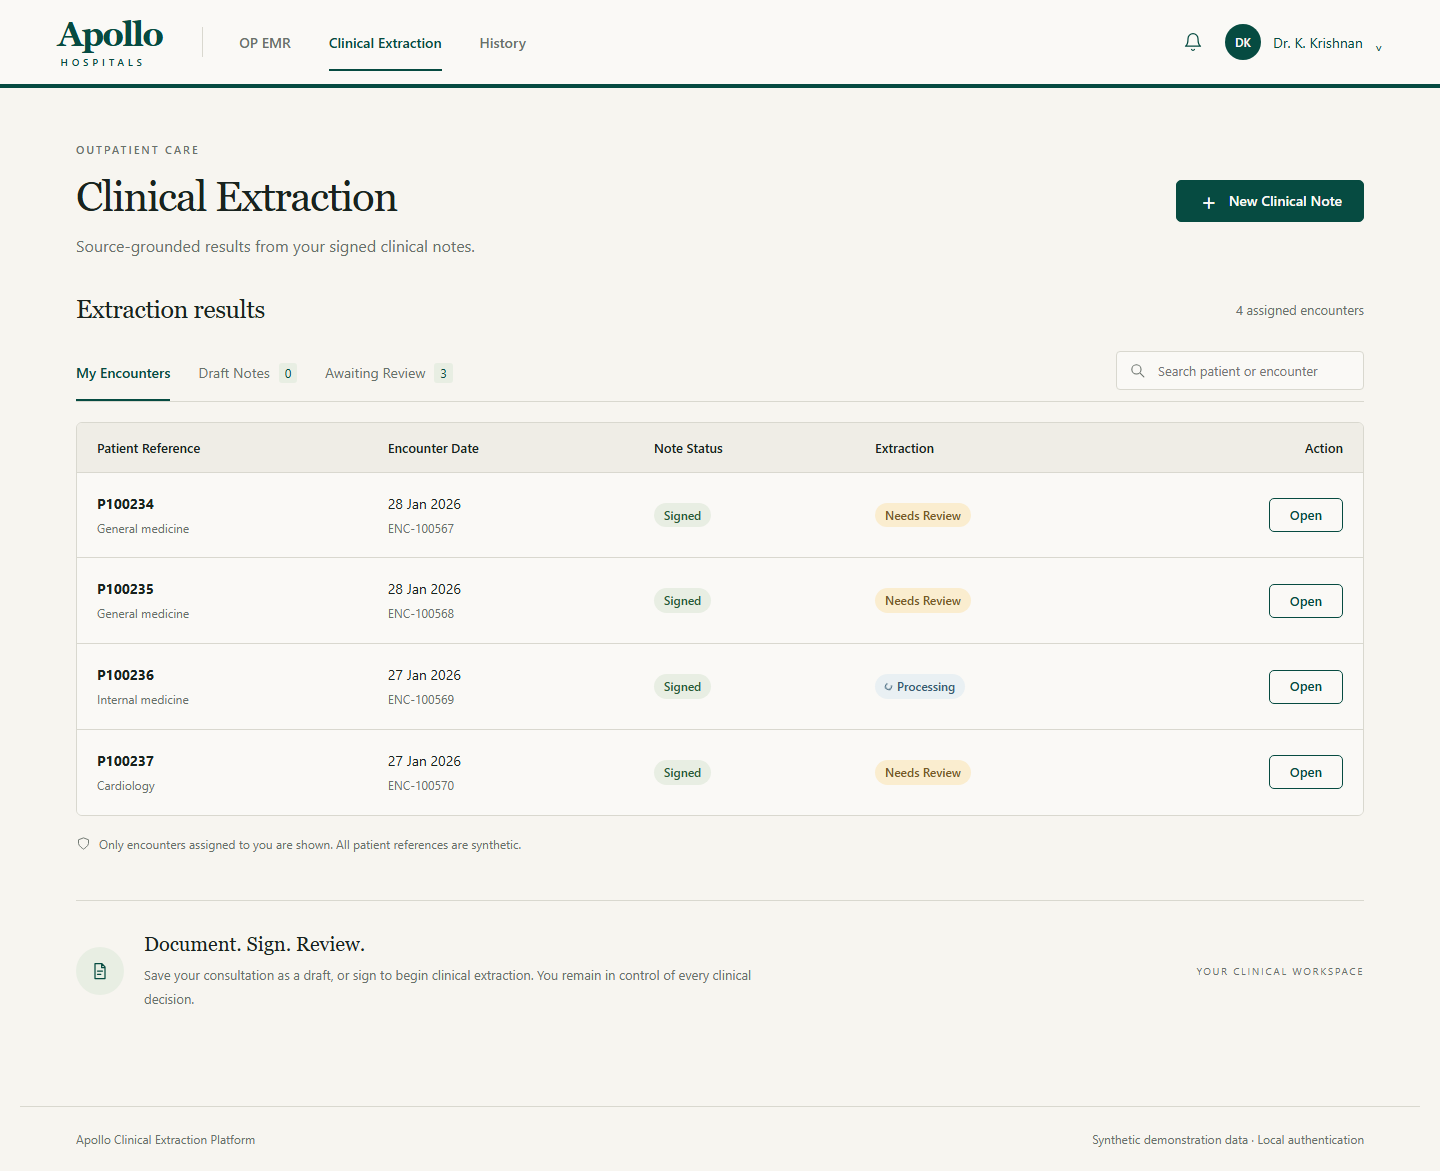 Apollo
HOSPITALS
OP EMR
Clinical Extraction
History
DK
Dr. K. Krishnan
OUTPATIENT CARE
Clinical Extraction
+ New Clinical Note
Source-grounded results from your signed clinical notes.
Extraction results
4 assigned encounters
My Encounters
Draft Notes 0
Awaiting Review 3
Search patient or encounter
Patient Reference
Encounter Date
Note Status
Extraction
Action
P100234
General medicine
28 Jan 2026
ENC-100567
Signed
Needs Review
Open
P100235
General medicine
28 Jan 2026
ENC-100568
Signed
Needs Review
Open
P100236
Internal medicine
27 Jan 2026
ENC-100569
Signed
Processing
Open
P100237
Cardiology
27 Jan 2026
ENC-100570
Signed
Needs Review
Open
Only encounters assigned to you are shown. All patient references are synthetic.
Document. Sign. Review.
Save your consultation as a draft, or sign to begin clinical extraction. You remain in control of every clinical
decision.
YOUR CLINICAL WORKSPACE
Apollo Clinical Extraction Platform
Synthetic demonstration data · Local authentication